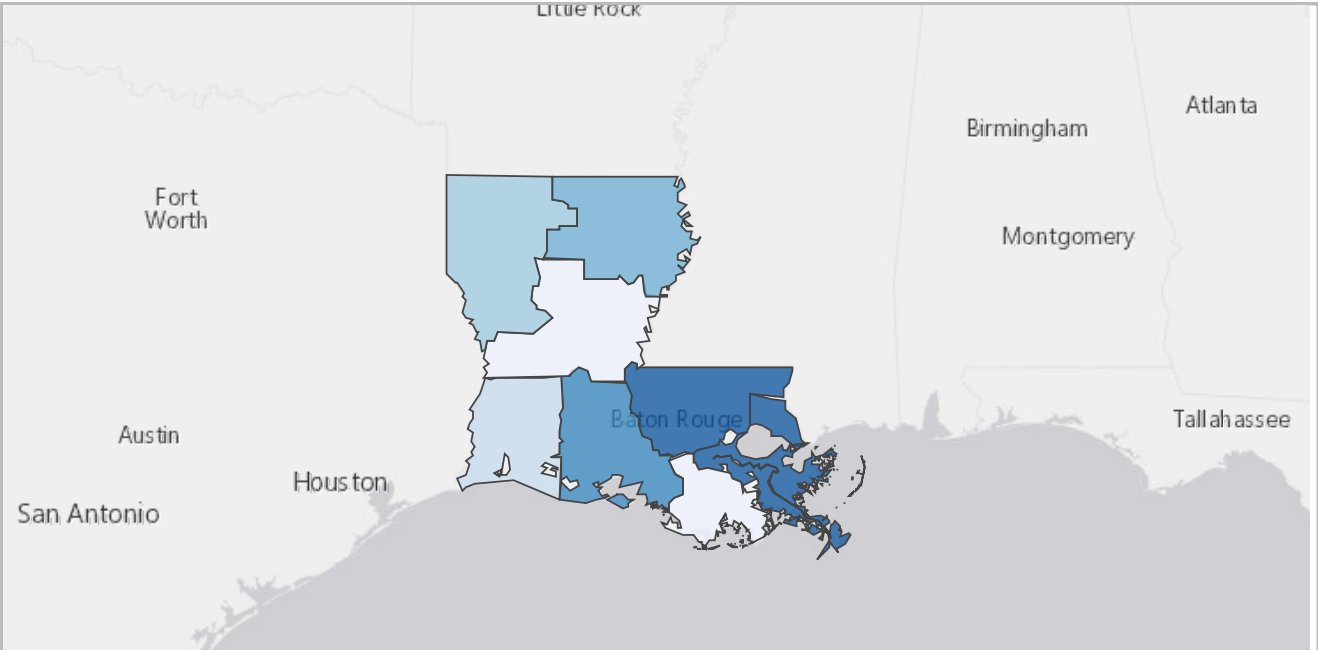 Little Rock
Atlanta
Birmingham
Fort
Worth
Montgomery
Baton Rouge
Tallahassee
Austin
Houston
San Antonio